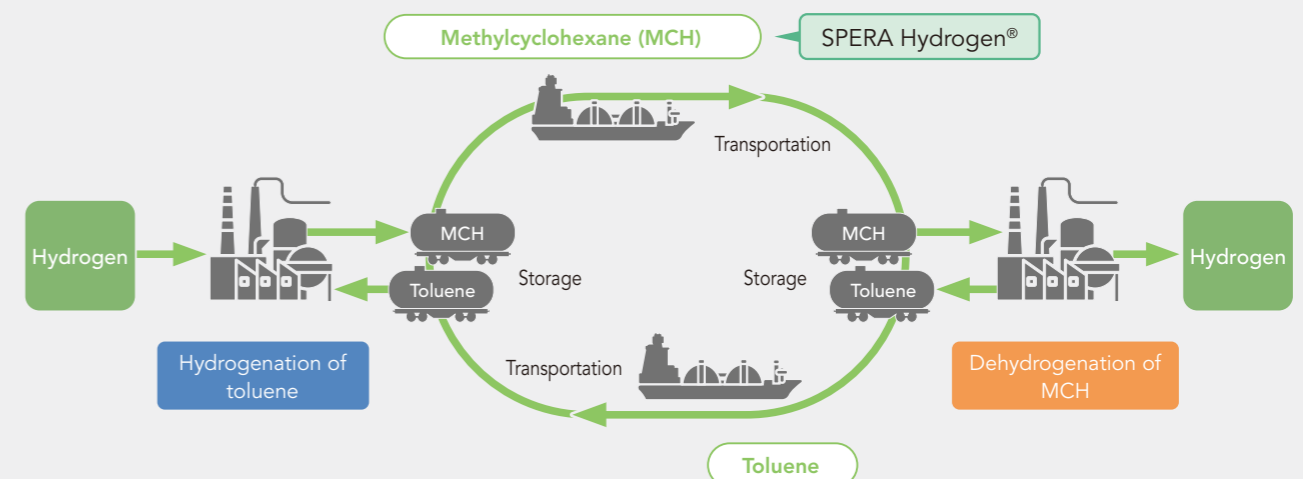 Methylcyclohexane (MCH)
SPERA Hydrogen®
Transportation
Hydrogen
MCH
Toluene
Storage
Storage
MCH
Toluene
Hydrogen
Hydrogenation of
toluene
Transportation
Dehydrogenation of
MCH
Toluene